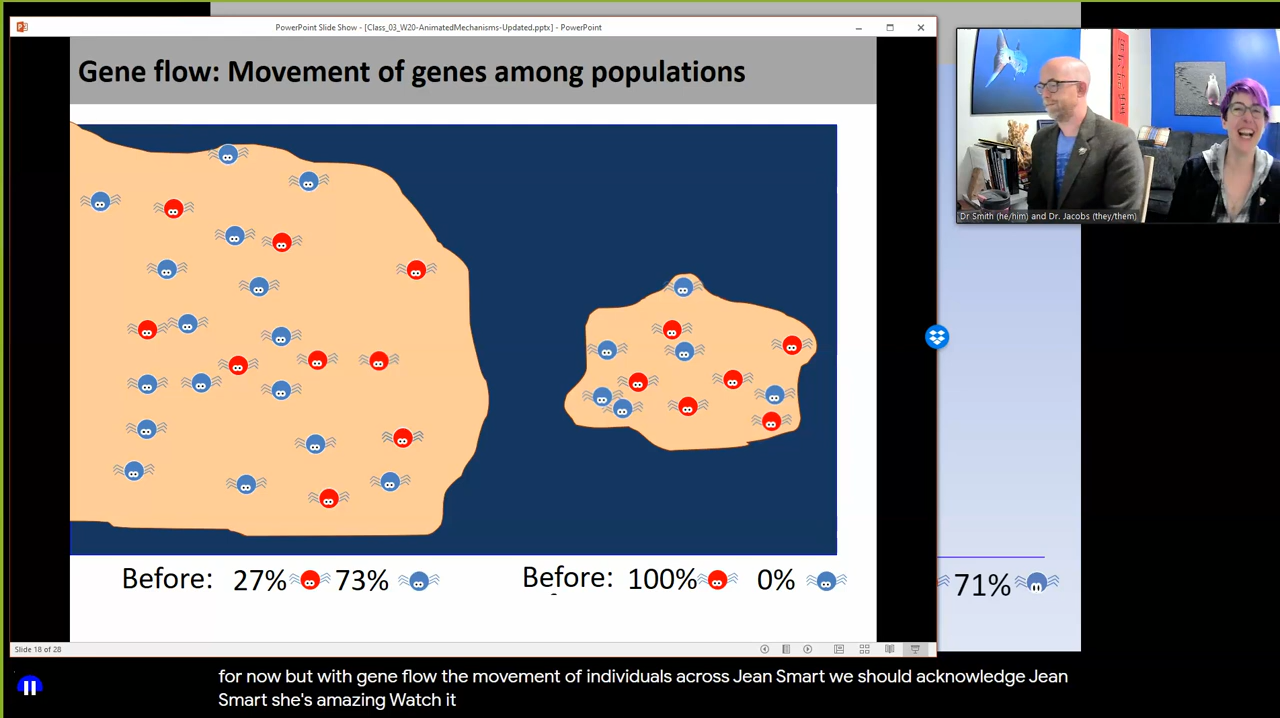 PowerPoint Slide Show - [Class_03_W20-AnimatedMechanisms-Updated.pptx] - PowerPoint
Gene flow: Movement of genes among populations
Dr Smith (he/him) and Dr. Jacobs (they/them)
Before: 27% 73%
Before: 100% 0%
71%
Slide 18 of 28
for now but with gene flow the movement of individuals across Jean Smart we should acknowledge Jean
Smart she's amazing Watch it